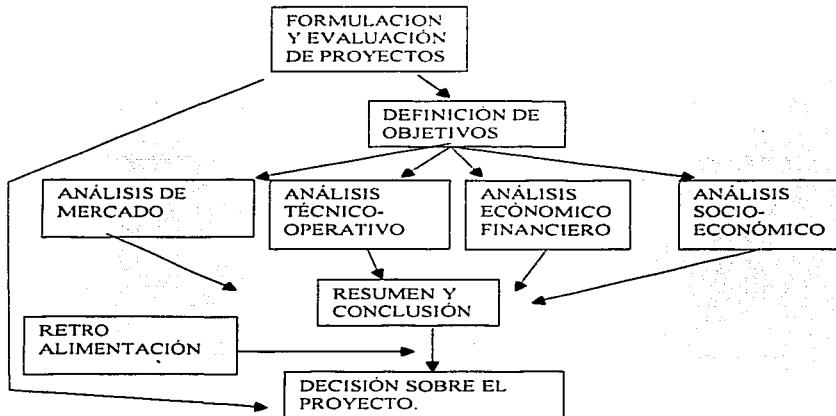 FORMULACION
Y EVALUACIÓN
DE PROYECTOS
DEFINICIÓN DE
OBJETIVOS
ANÁLISIS DE
MERCADO
ANÁLISIS
TÉCNICO-
OPERATIVO
ANÁLISIS
ECÓNOMICO
FINANCIERO
ANÁLISIS
SOCIO-
ECONÓMICO
RESUMEN Y
CONCLUSIÓN
RETRO
ALIMENTACIÓN
DECISIÓN SOBRE EL
PROYECTO.